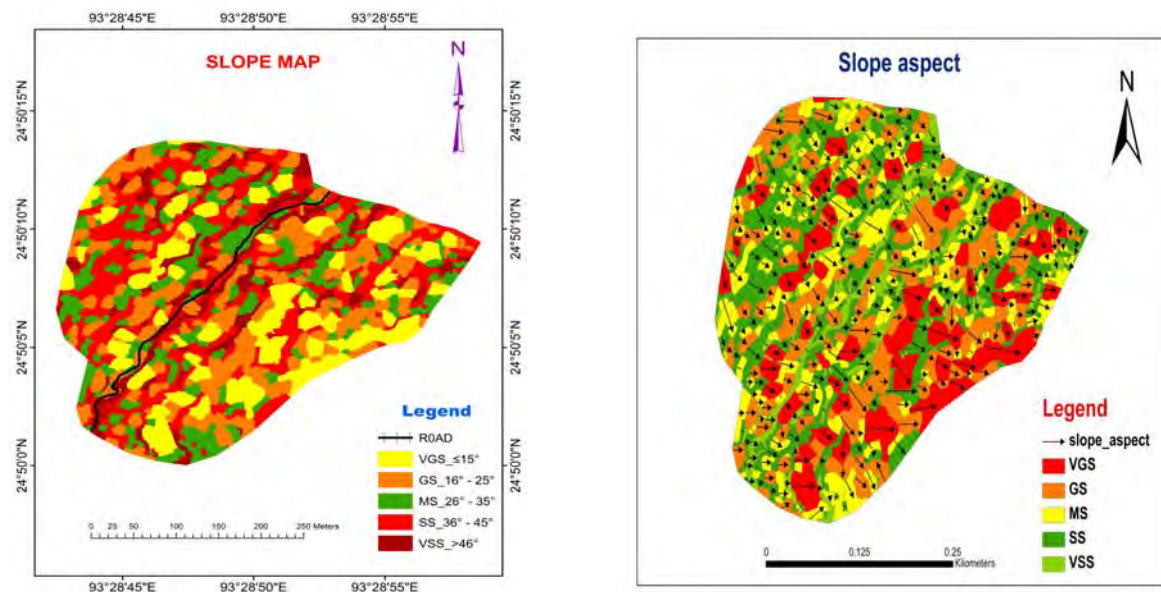 93°28'45"E 93°28'50"E 93°28'55"E
SLOPE MAP
N
24°50'15"N
24°50'10"N
24°50'5"N
24°50'0"N
24°50'15"N
24°50'10"N
24°50'5"N
24°50'0"N
Legend
R0AD
VGS_≤15°
GS_16° - 25°
MS_26° - 35°
SS_36° - 45°
VSS_>46°
0 25 50 100 150 200 250 Meters
93°28'45"E 93°28'50"E 93°28'55"E
Slope aspect
N
Legend
slope_aspect
VGS
GS
MS
SS
VSS
0 0.125 0.25
Kilometers